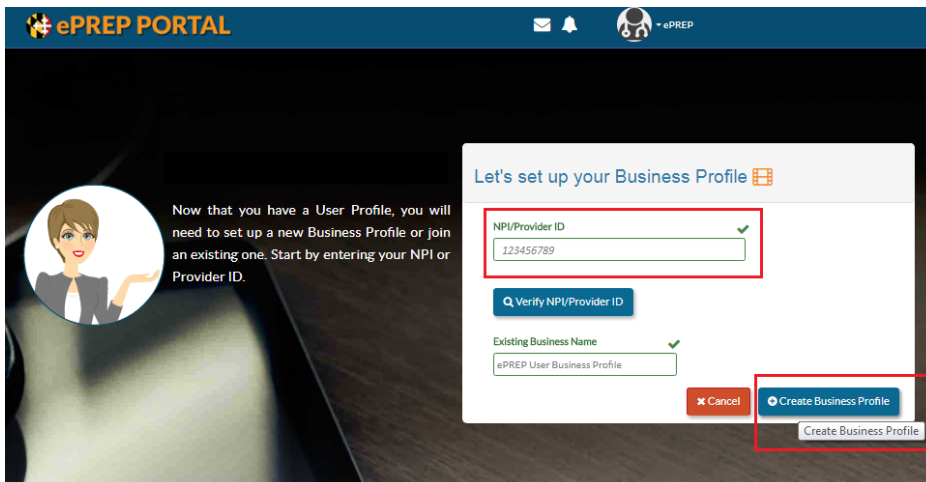 ePREP PORTAL
ePREP
Let's set up your Business Profile
Now that you have a User Profile, you will
need to set up a new Business Profile or join
an existing one. Start by entering your NPI or
Provider ID.
NPI/Provider ID
123456789
Verify NPI/Provider ID
Existing Business Name
ePREP User Business Profile
Cancel
Create Business Profile
Create Business Profile